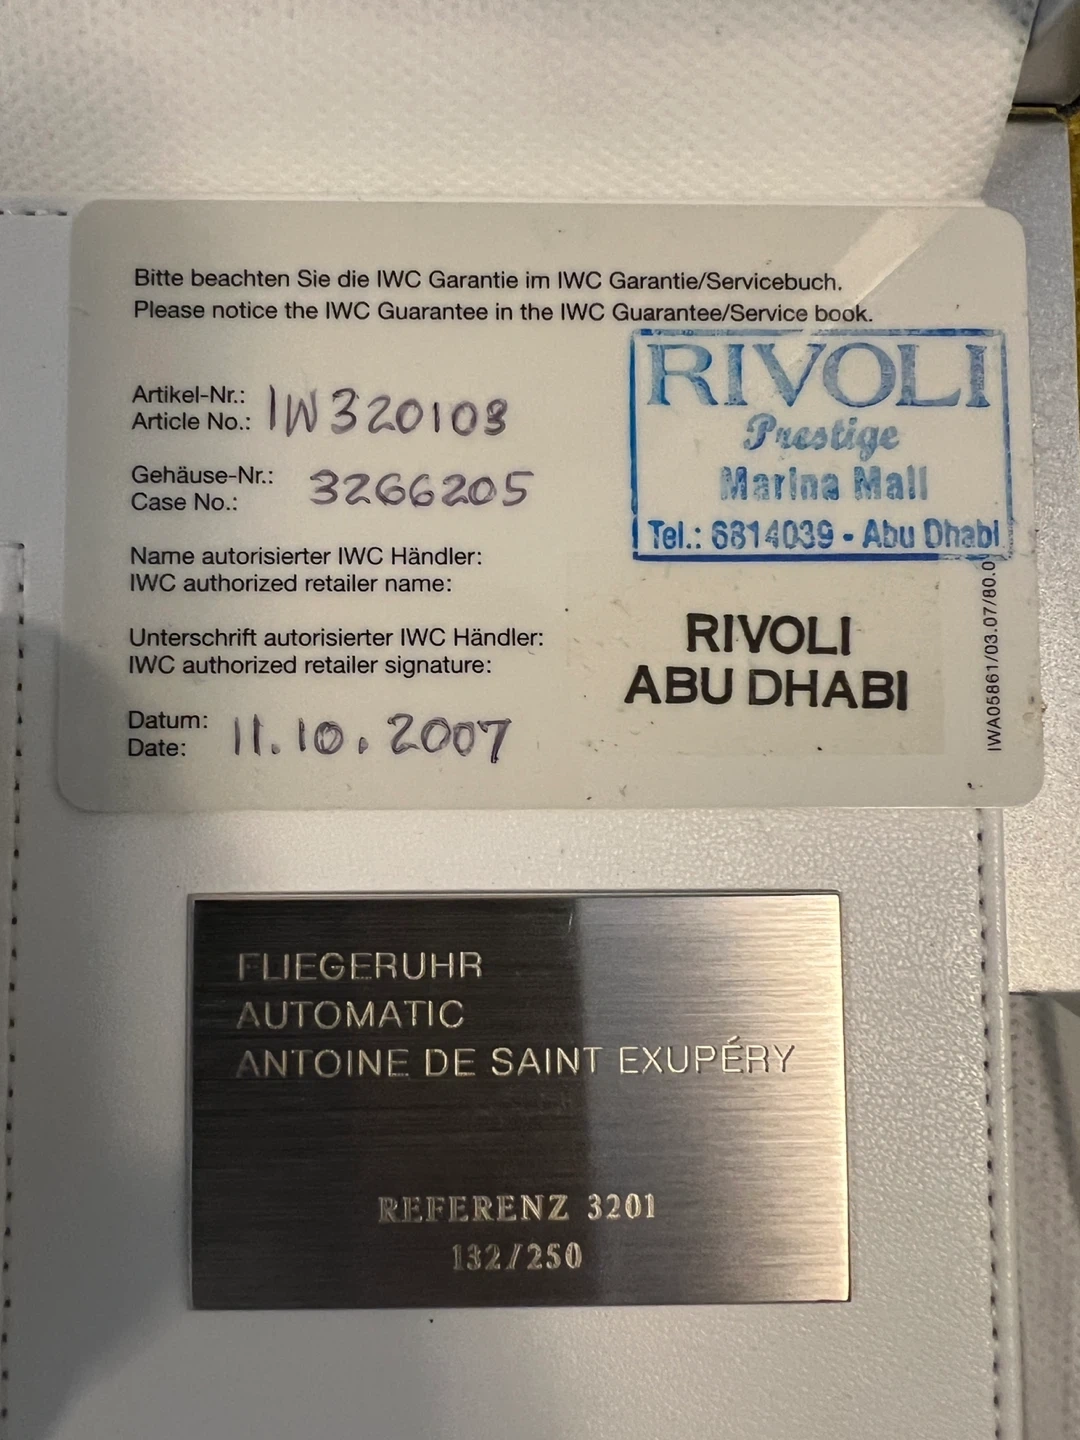 Bitte beachten Sie die IWC Garantie im IWC Garantie/Servicebuch.
Please notice the IWC Guarantee in the IWC Guarantee/Service book.
RIVOLI
Prestige
Marina Mall
Tel.: 6814039 - Abu Dhabi
Artikel-Nr.:
Article No.: IW320103
Gehäuse-Nr.:
Case No.: 3266205
Name autorisierter IWC Händler:
IWC authorized retailer name:
Unterschrift autorisierter IWC Händler:
IWC authorized retailer signature:
RIVOLI
ABU DHABI
Datum:
Date: 11.10.2007
FLIEGERUHR
AUTOMATIC
ANTOINE DE SAINT EXUPÉRY
REFERENZ 3201
132/250